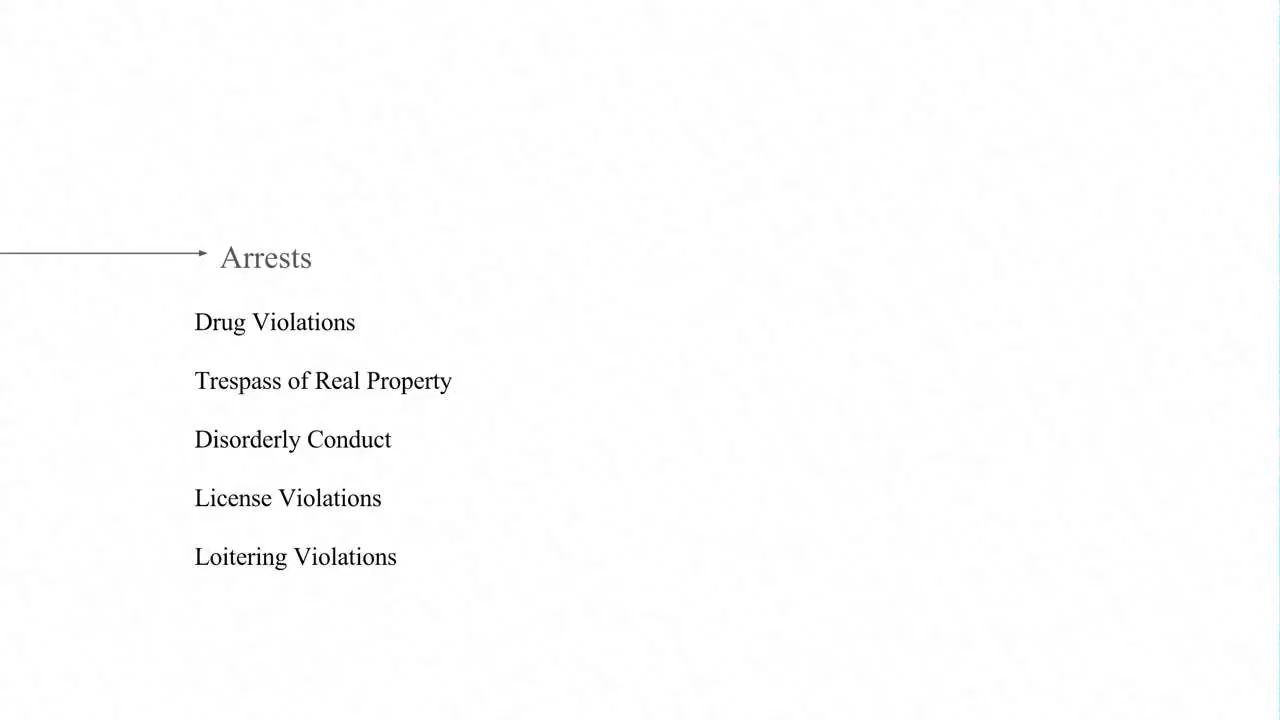 Arrests
Drug Violations
Trespass of Real Property
Disorderly Conduct
License Violations
Loitering Violations